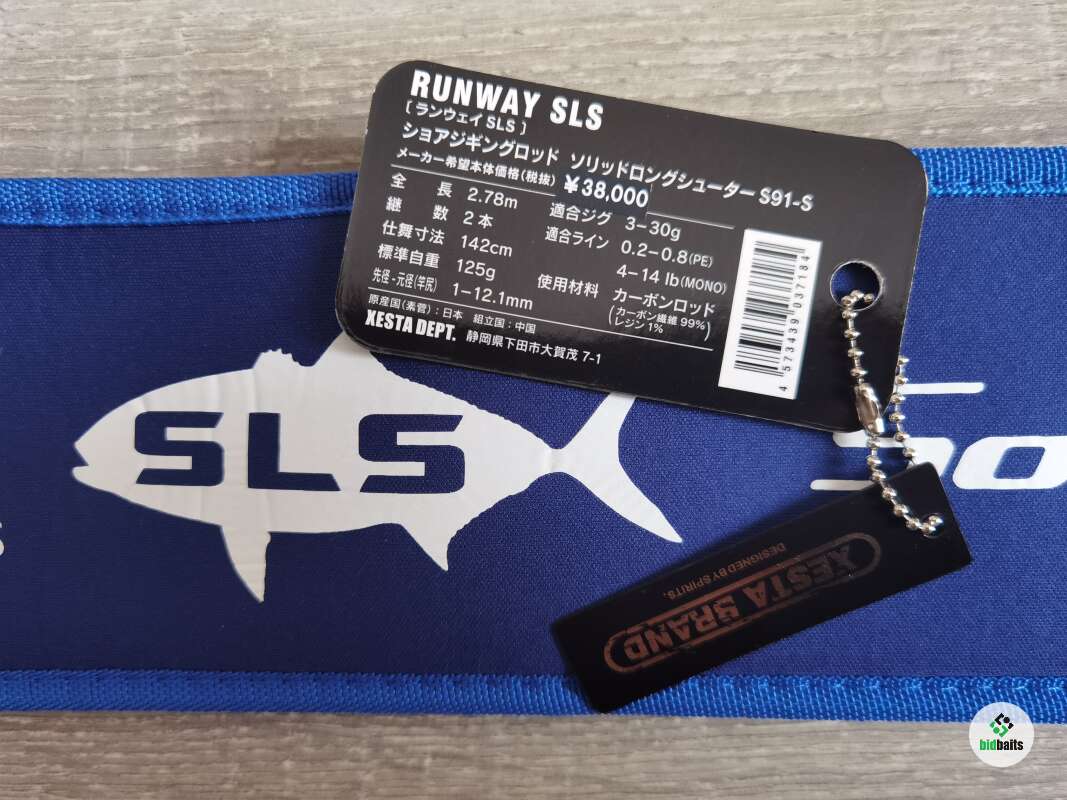 RUNWAY SLS
[ランウェイSLS]
ショアジギングロッド ソリッドロングシューター S91-S
メーカー希望本体価格(税抜) ¥38,000
全長 2.78m 適合ジグ 3-30g
継数 2本 適合ライン 0.2-0.8(PE)
仕舞寸法 142cm 4-14 lb(MONO)
標準自重 125g 使用材料 カーボンロッド
先径-元径(竿尻) 1-12.1mm (カーボン繊維 99% レジン 1%)
原産国(素管):日本 組立国:中国
XESTA DEPT. 静岡県下田市大賀茂 7-1
4 573439 037184
SLS
XESTA BRAND
DESIGNED BY SPIRITS.
bidbaits